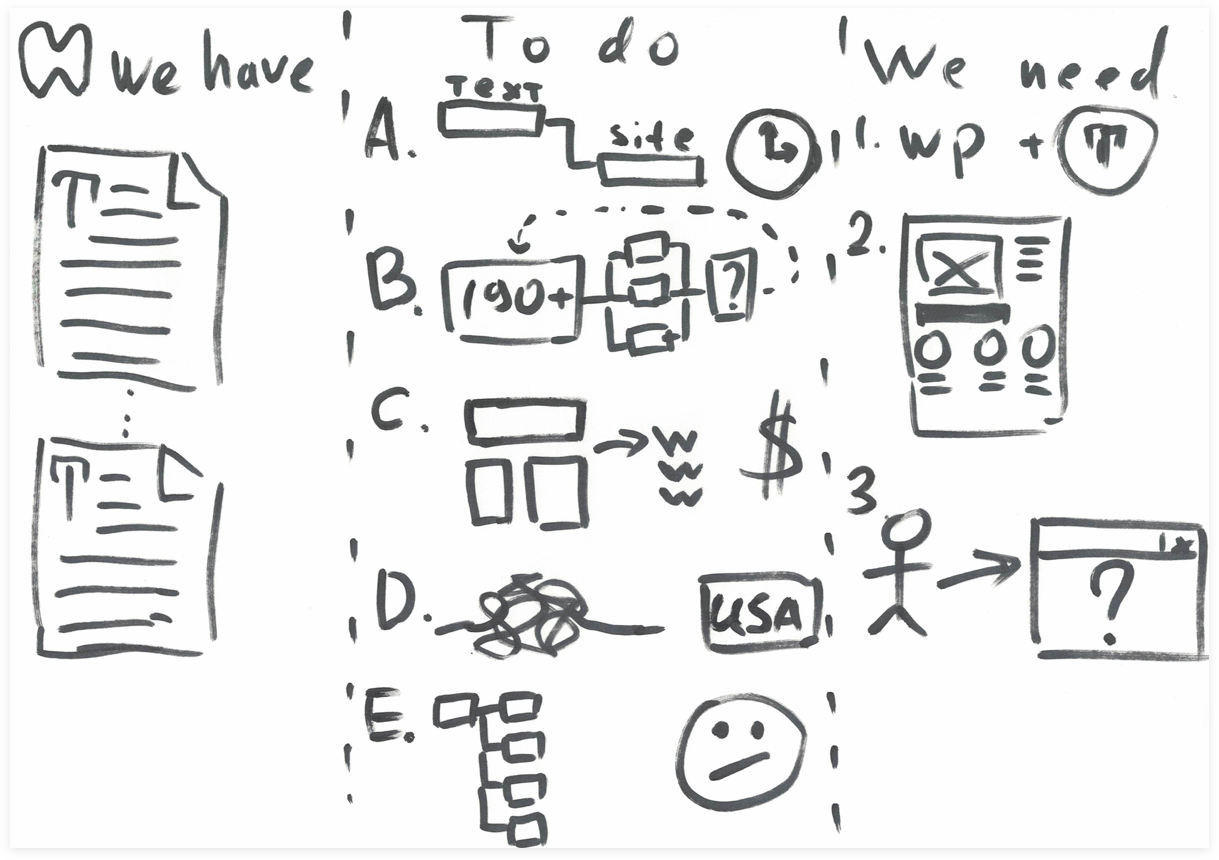 we have
T
T
To do
A.
Text
site
B.
190+
?
C.
W
W
W
$
D.
USA
E.
We need
1. WP + T
2.
3
x
?